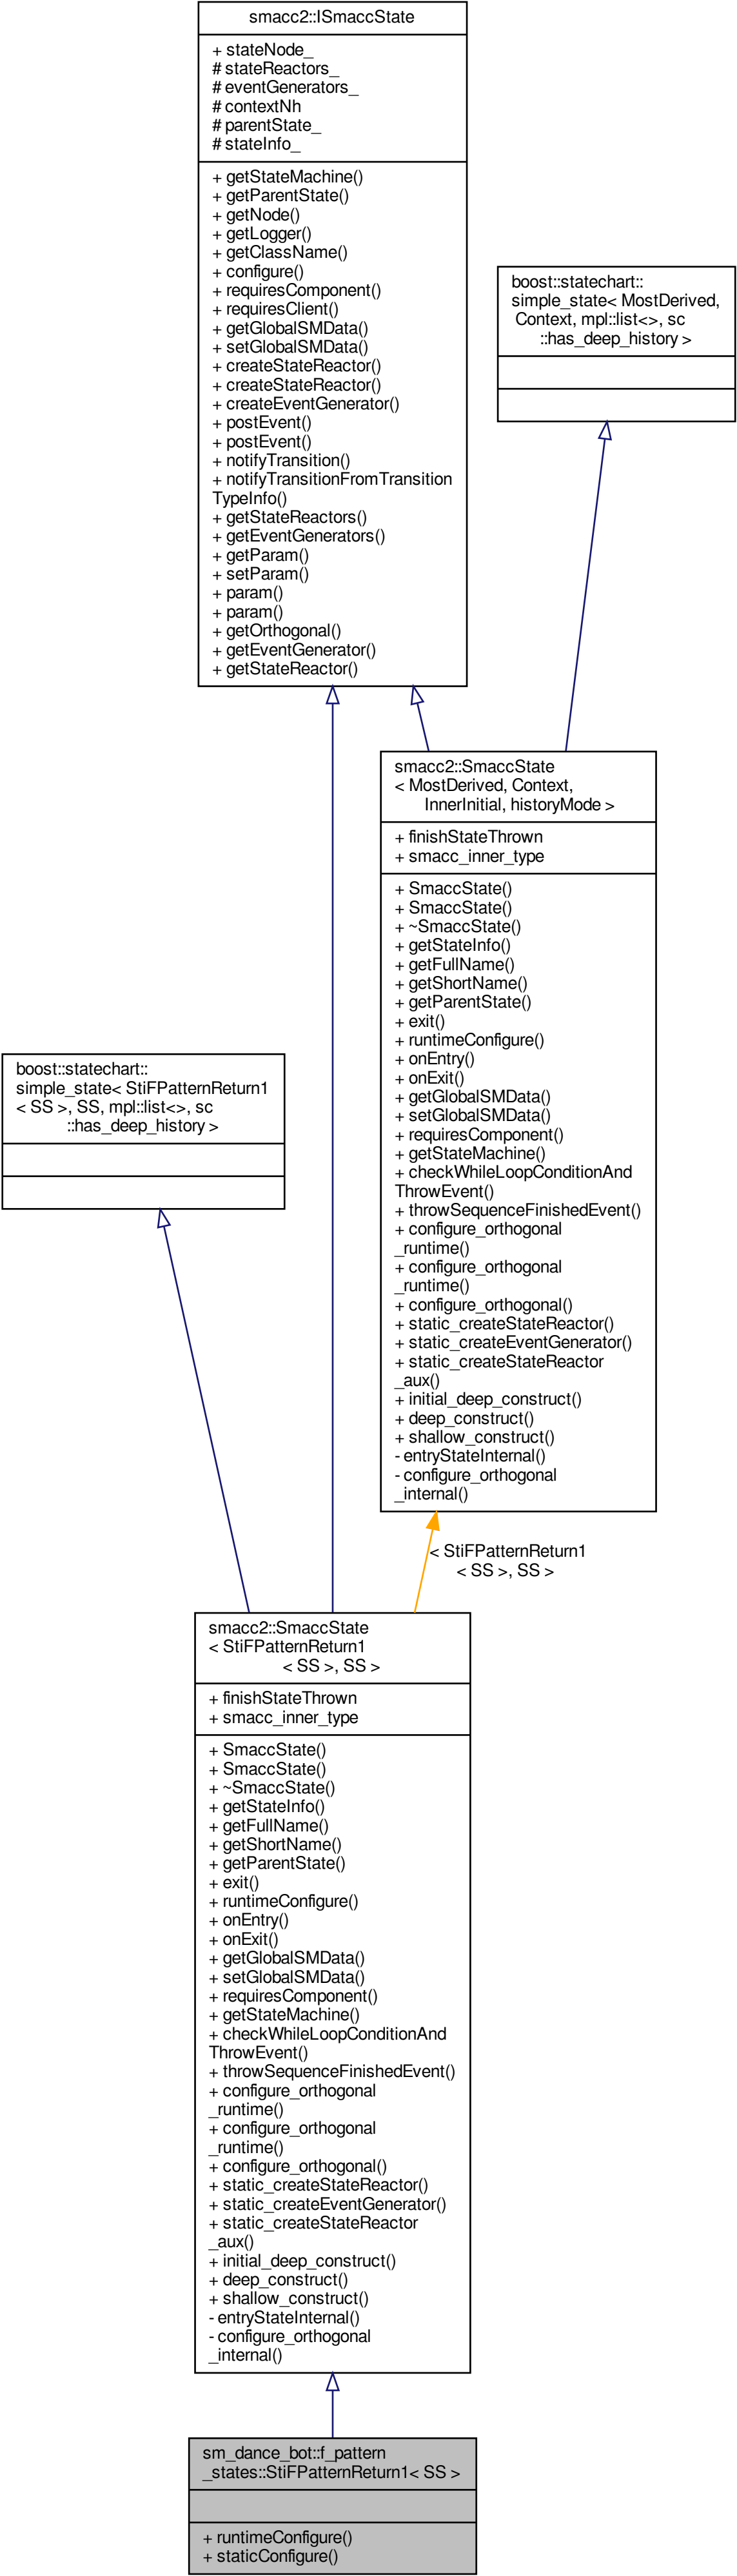 smacc2::ISmaccState
+ stateNode_
# stateReactors_
# eventGenerators_
# contextNh
# parentState_
# stateInfo_
+ getStateMachine()
+ getParentState()
+ getNode()
+ getLogger()
+ getClassName()
+ configure()
+ requiresComponent()
+ requiresClient()
+ getGlobalSMData()
+ setGlobalSMData()
+ createStateReactor()
+ createStateReactor()
+ createEventGenerator()
+ postEvent()
+ postEvent()
+ notifyTransition()
+ notifyTransitionFromTransition
TypeInfo()
+ getStateReactors()
+ getEventGenerators()
+ getParam()
+ setParam()
+ param()
+ param()
+ getOrthogonal()
+ getEventGenerator()
+ getStateReactor()
boost::statechart::
simple_state< MostDerived,
Context, mpl::list<>, sc
::has_deep_history >
smacc2::SmaccState
< MostDerived, Context,
InnerInitial, historyMode >
+ finishStateThrown
+ smacc_inner_type
+ SmaccState()
+ SmaccState()
+ ~SmaccState()
+ getStateInfo()
+ getFullName()
+ getShortName()
+ getParentState()
+ exit()
+ runtimeConfigure()
+ onEntry()
+ onExit()
+ getGlobalSMData()
+ setGlobalSMData()
+ requiresComponent()
+ getStateMachine()
+ checkWhileLoopConditionAnd
ThrowEvent()
+ throwSequenceFinishedEvent()
+ configure_orthogonal
_runtime()
+ configure_orthogonal
_runtime()
+ configure_orthogonal()
+ static_createStateReactor()
+ static_createEventGenerator()
+ static_createStateReactor
_aux()
+ initial_deep_construct()
+ deep_construct()
+ shallow_construct()
- entryStateInternal()
- configure_orthogonal
_internal()
boost::statechart::
simple_state< StiFPatternReturn1
< SS >, SS, mpl::list<>, sc
::has_deep_history >
< StiFPatternReturn1
< SS >, SS >
smacc2::SmaccState
< StiFPatternReturn1
< SS >, SS >
+ finishStateThrown
+ smacc_inner_type
+ SmaccState()
+ SmaccState()
+ ~SmaccState()
+ getStateInfo()
+ getFullName()
+ getShortName()
+ getParentState()
+ exit()
+ runtimeConfigure()
+ onEntry()
+ onExit()
+ getGlobalSMData()
+ setGlobalSMData()
+ requiresComponent()
+ getStateMachine()
+ checkWhileLoopConditionAnd
ThrowEvent()
+ throwSequenceFinishedEvent()
+ configure_orthogonal
_runtime()
+ configure_orthogonal
_runtime()
+ configure_orthogonal()
+ static_createStateReactor()
+ static_createEventGenerator()
+ static_createStateReactor
_aux()
+ initial_deep_construct()
+ deep_construct()
+ shallow_construct()
- entryStateInternal()
- configure_orthogonal
_internal()
sm_dance_bot::f_pattern
_states::StiFPatternReturn1< SS >
+ runtimeConfigure()
+ staticConfigure()